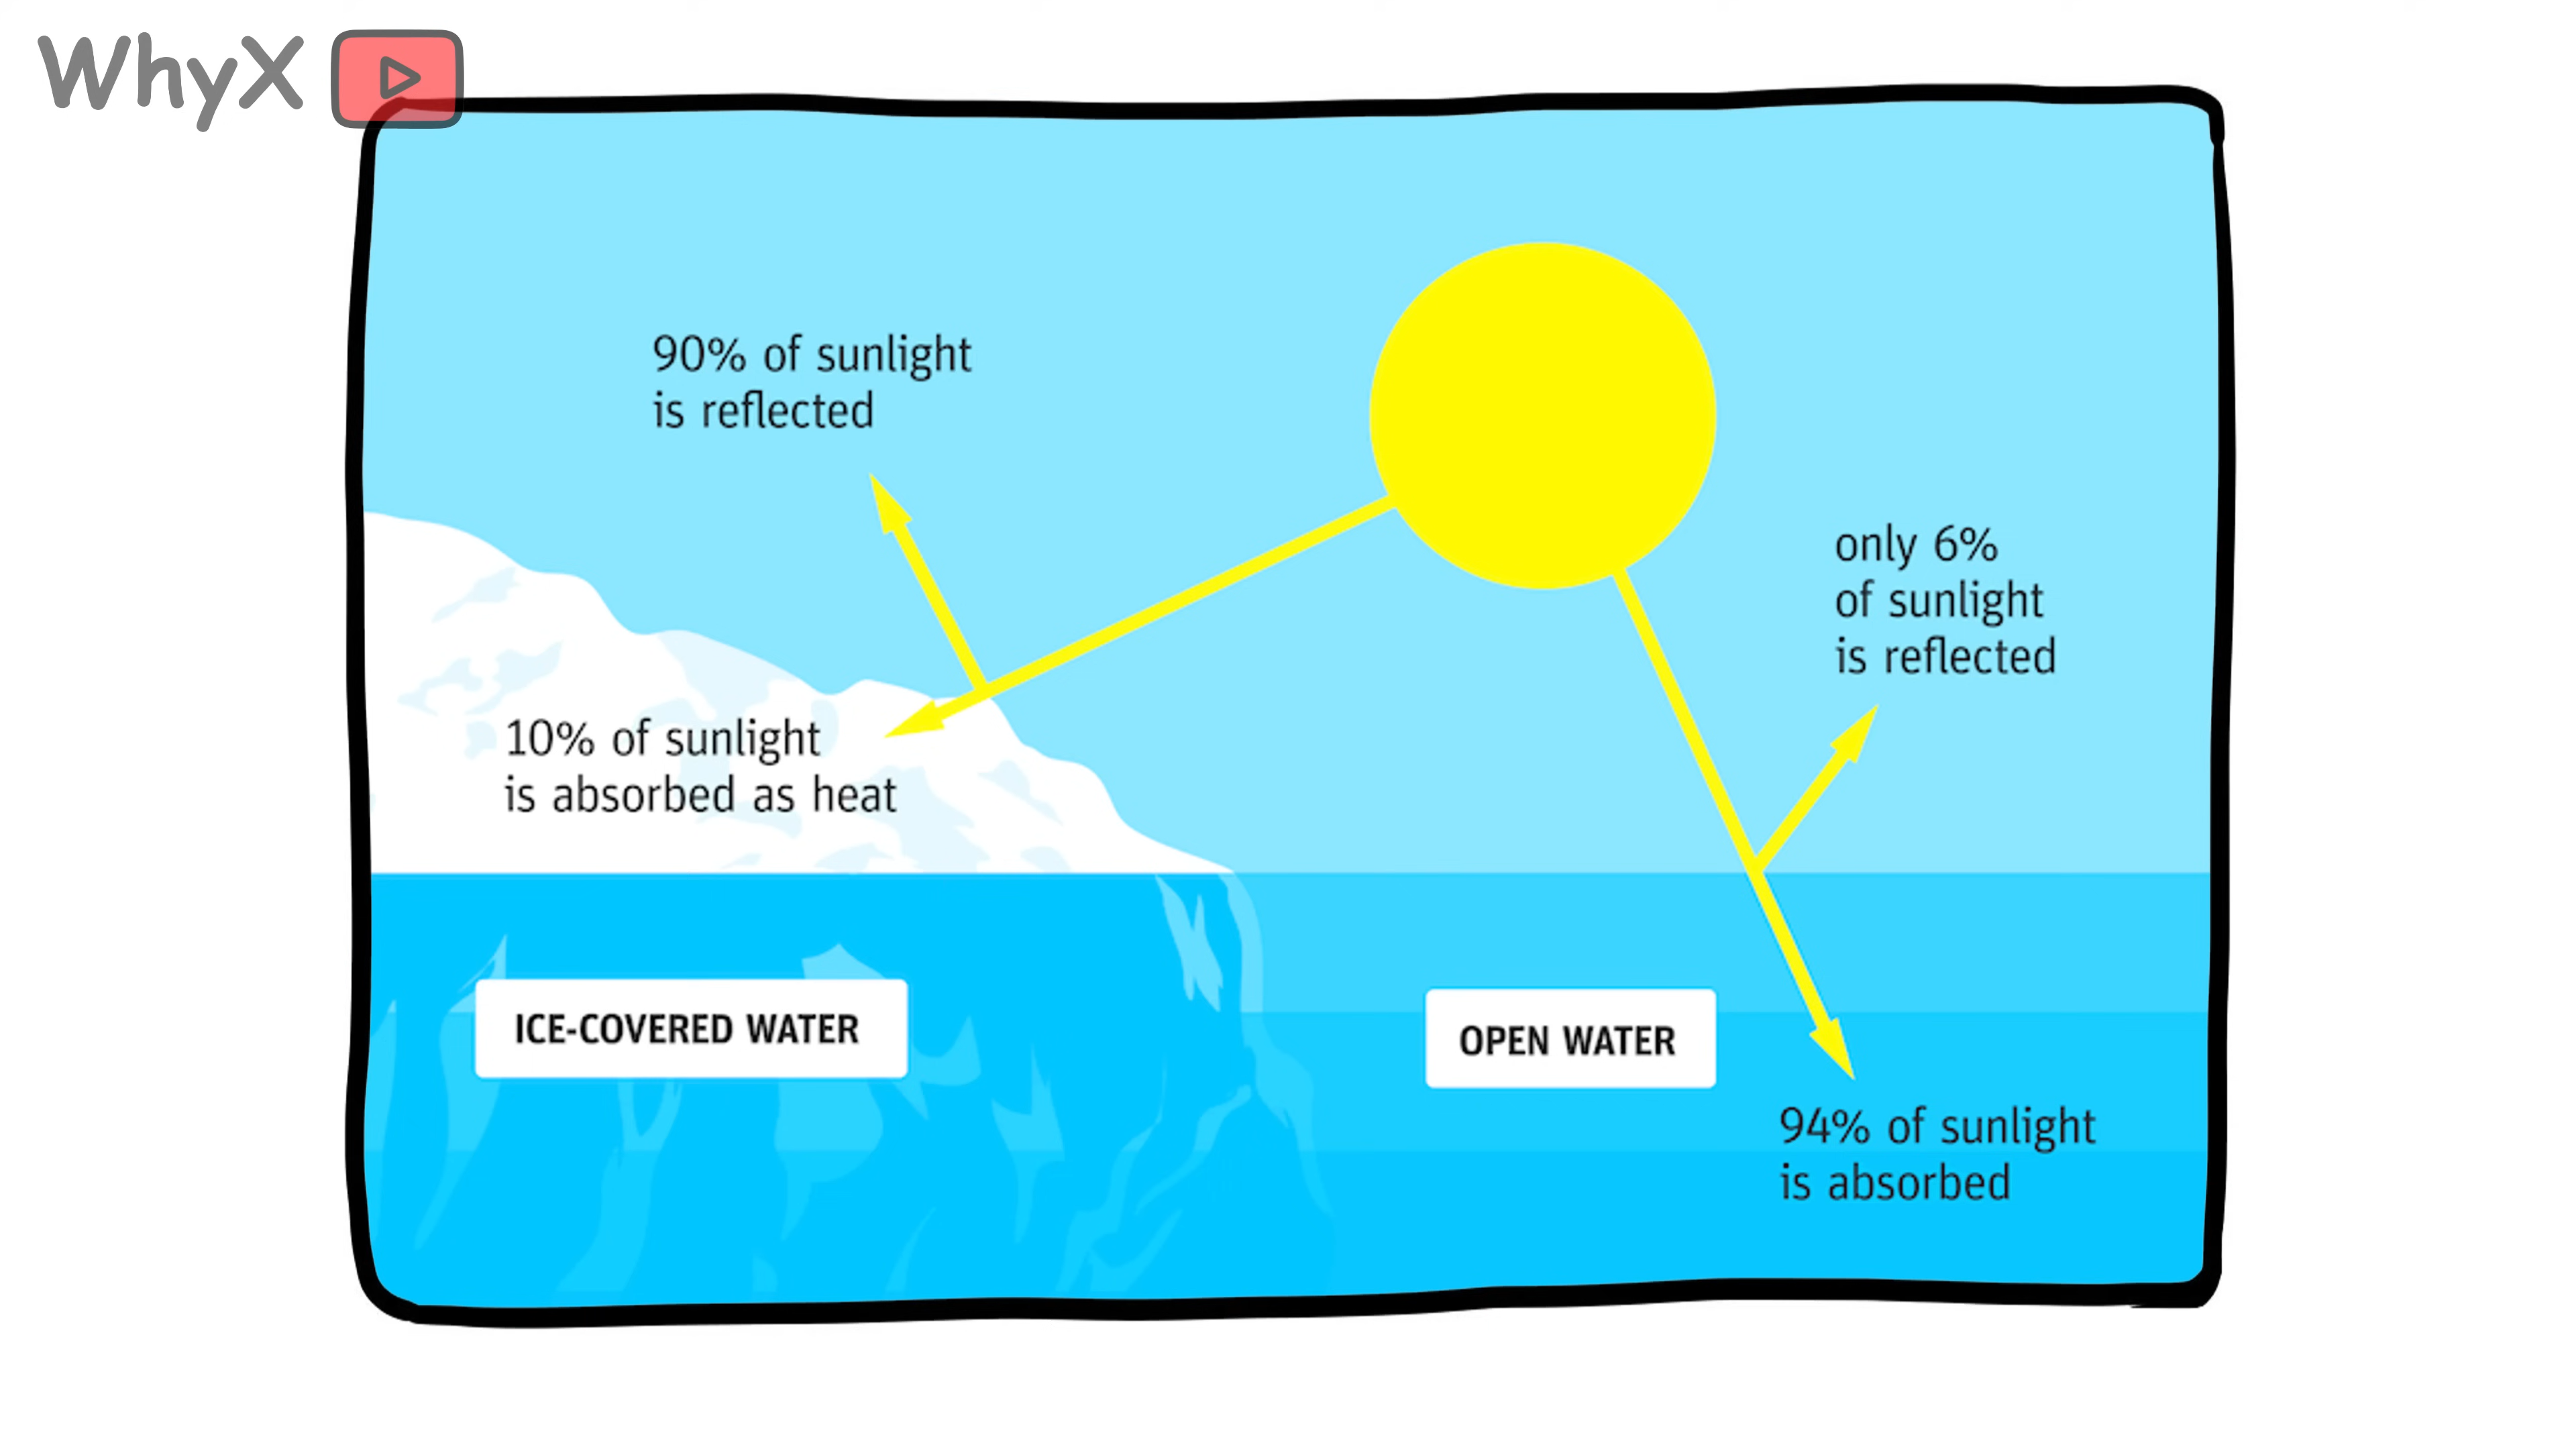 WhyX
90% of sunlight
is reflected
only 6%
of sunlight
is reflected
10% of sunlight
is absorbed as heat
ICE-COVERED WATER
OPEN WATER
94% of sunlight
is absorbed